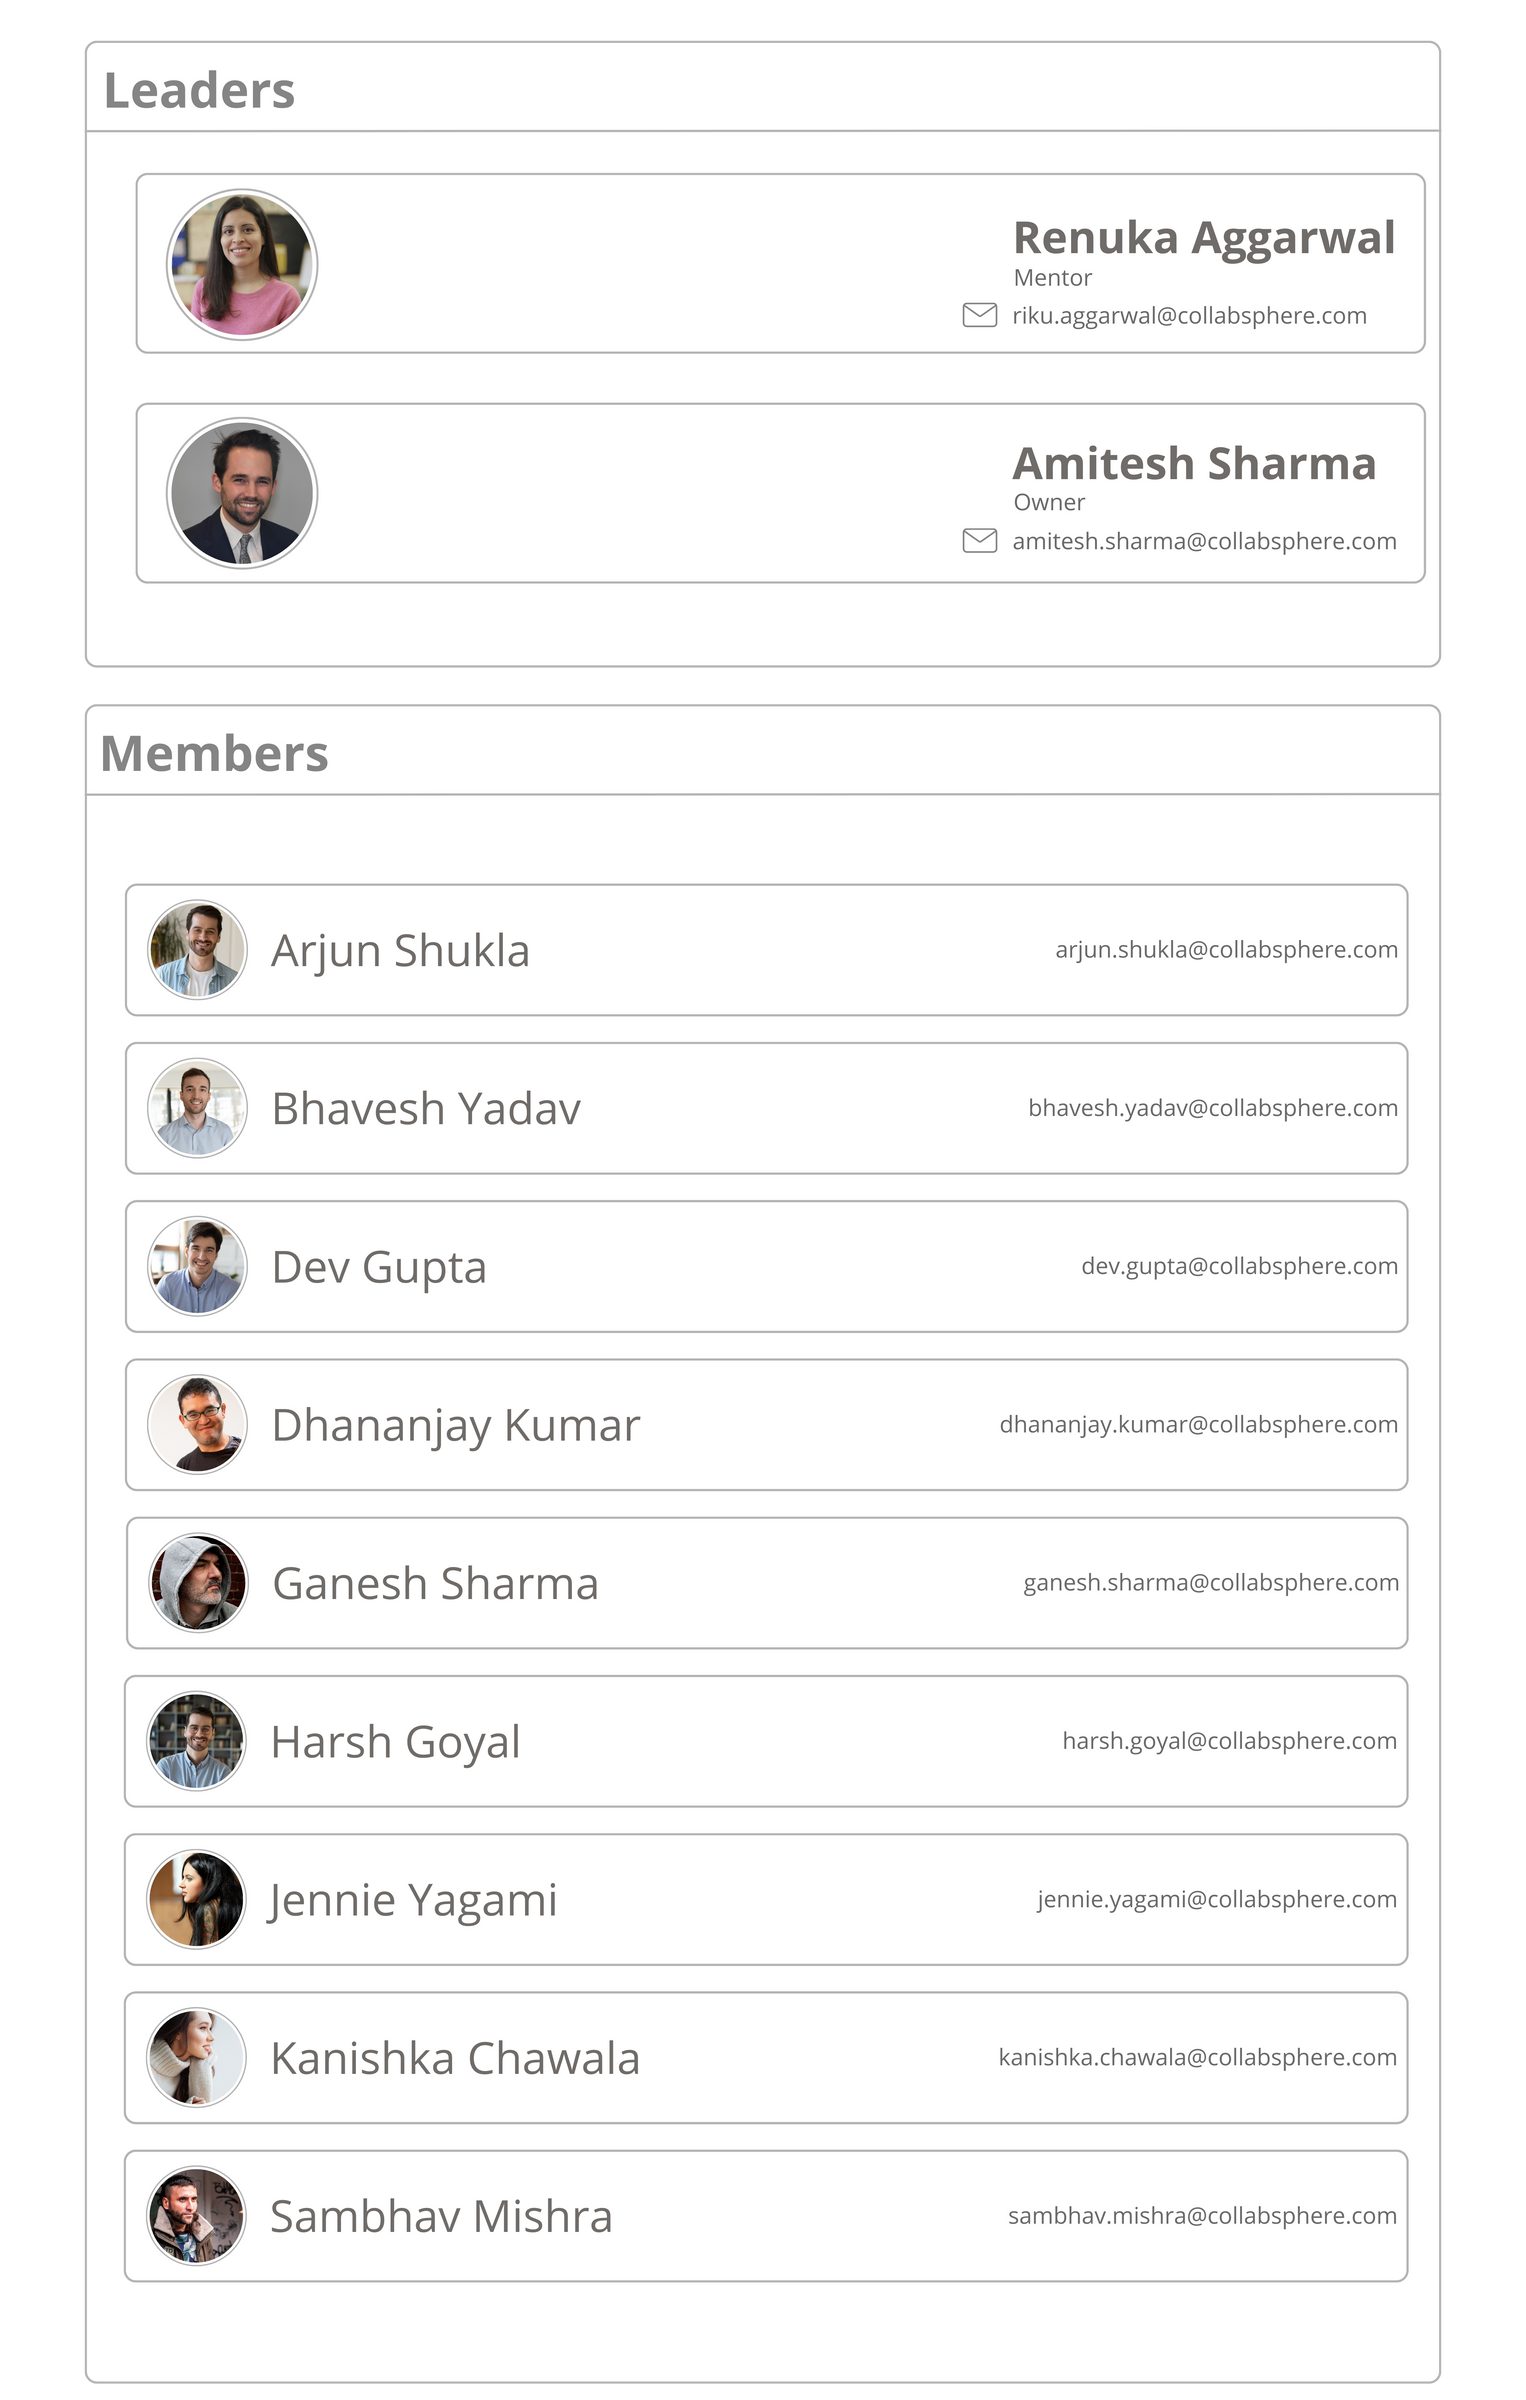 Leaders
Renuka Aggarwal
Mentor
riku.aggarwal@collabsphere.com
Amitesh Sharma
Owner
amitesh.sharma@collabsphere.com
Members
Arjun Shukla
arjun.shukla@collabsphere.com
Bhavesh Yadav
bhavesh.yadav@collabsphere.com
Dev Gupta
dev.gupta@collabsphere.com
Dhananjay Kumar
dhananjay.kumar@collabsphere.com
Ganesh Sharma
ganesh.sharma@collabsphere.com
Harsh Goyal
harsh.goyal@collabsphere.com
Jennie Yagami
jennie.yagami@collabsphere.com
Kanishka Chawala
kanishka.chawala@collabsphere.com
Sambhav Mishra
sambhav.mishra@collabsphere.com